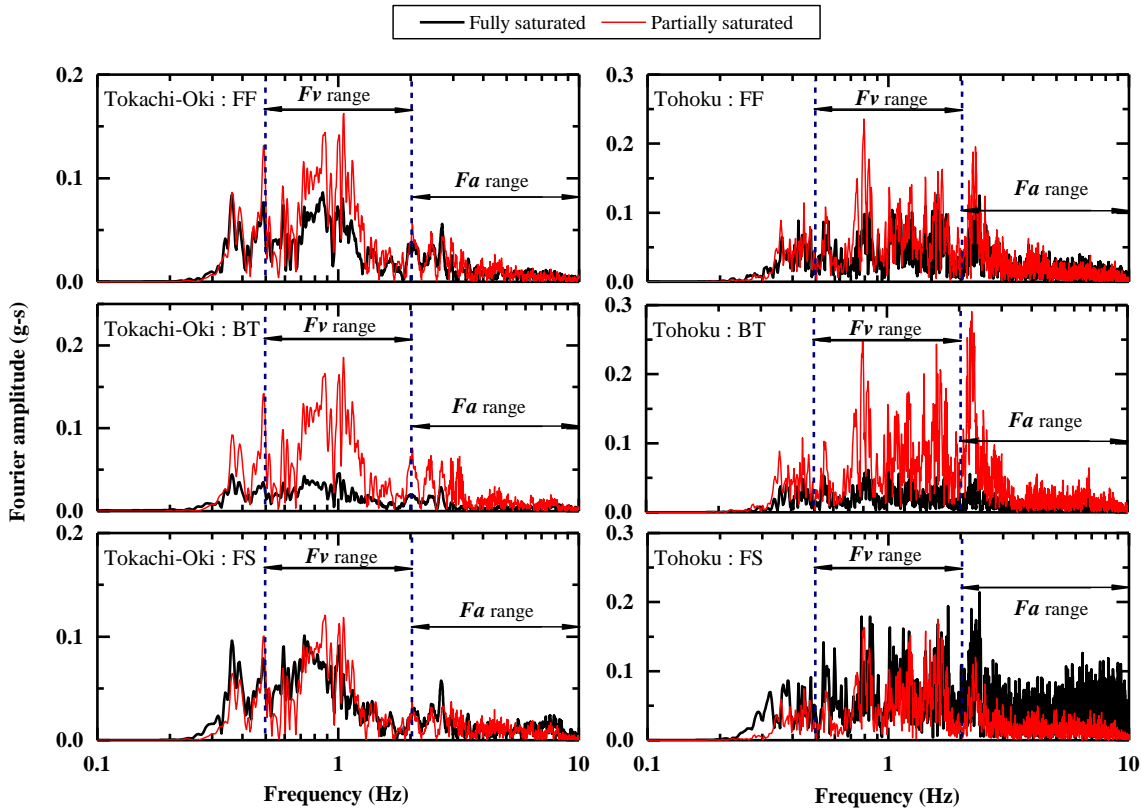 Fully saturated Partially saturated
Fourier amplitude (g-s)
0.2
0.1
0.0
Tokachi-Oki : FF
Fv range
Fa range
0.3
0.2
0.1
0.0
Tohoku : FF
Fv range
Fa range
0.2
0.1
0.0
Tokachi-Oki : BT
Fv range
Fa range
0.3
0.2
0.1
0.0
Tohoku : BT
Fv range
Fa range
0.2
0.1
0.0
Tokachi-Oki : FS
Fv range
Fa range
0.1 1 10
Frequency (Hz)
0.3
0.2
0.1
0.0
Tohoku : FS
Fv range
Fa range
0.1 1 10
Frequency (Hz)